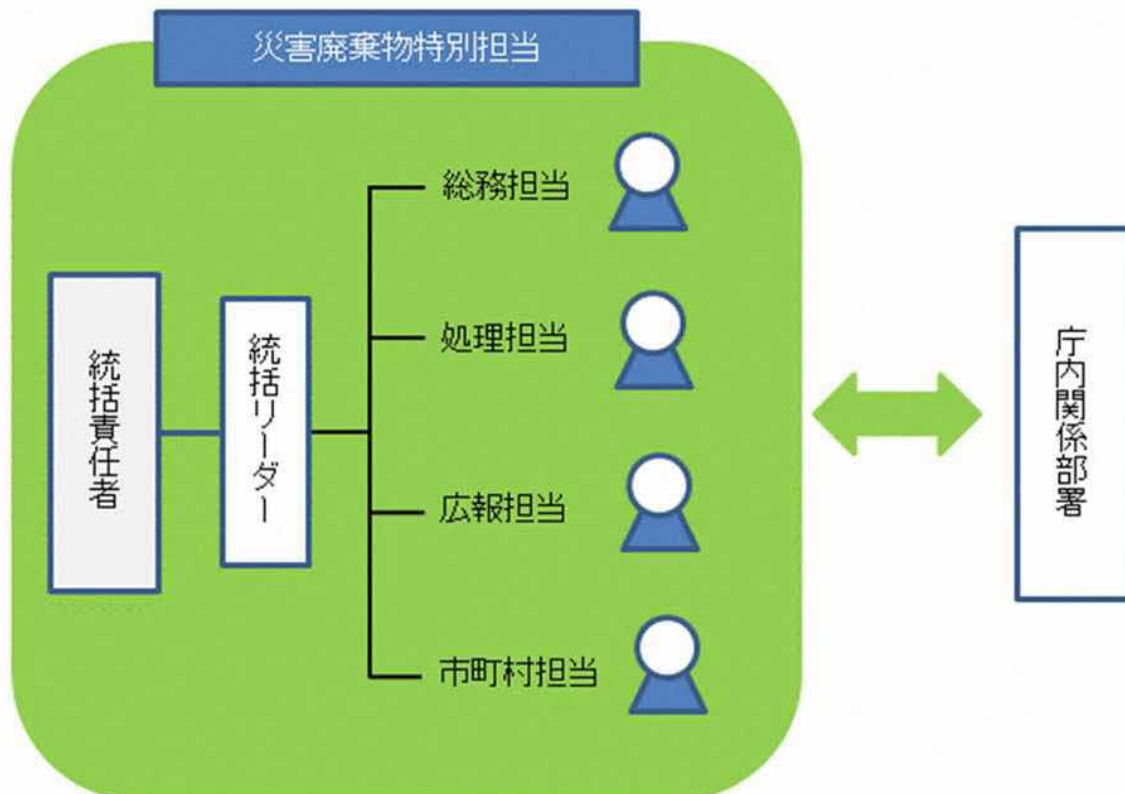 災害廃棄物特別担当
統括責任者
統括リーダー
総務担当
処理担当
広報担当
市町村担当
庁内関係部署